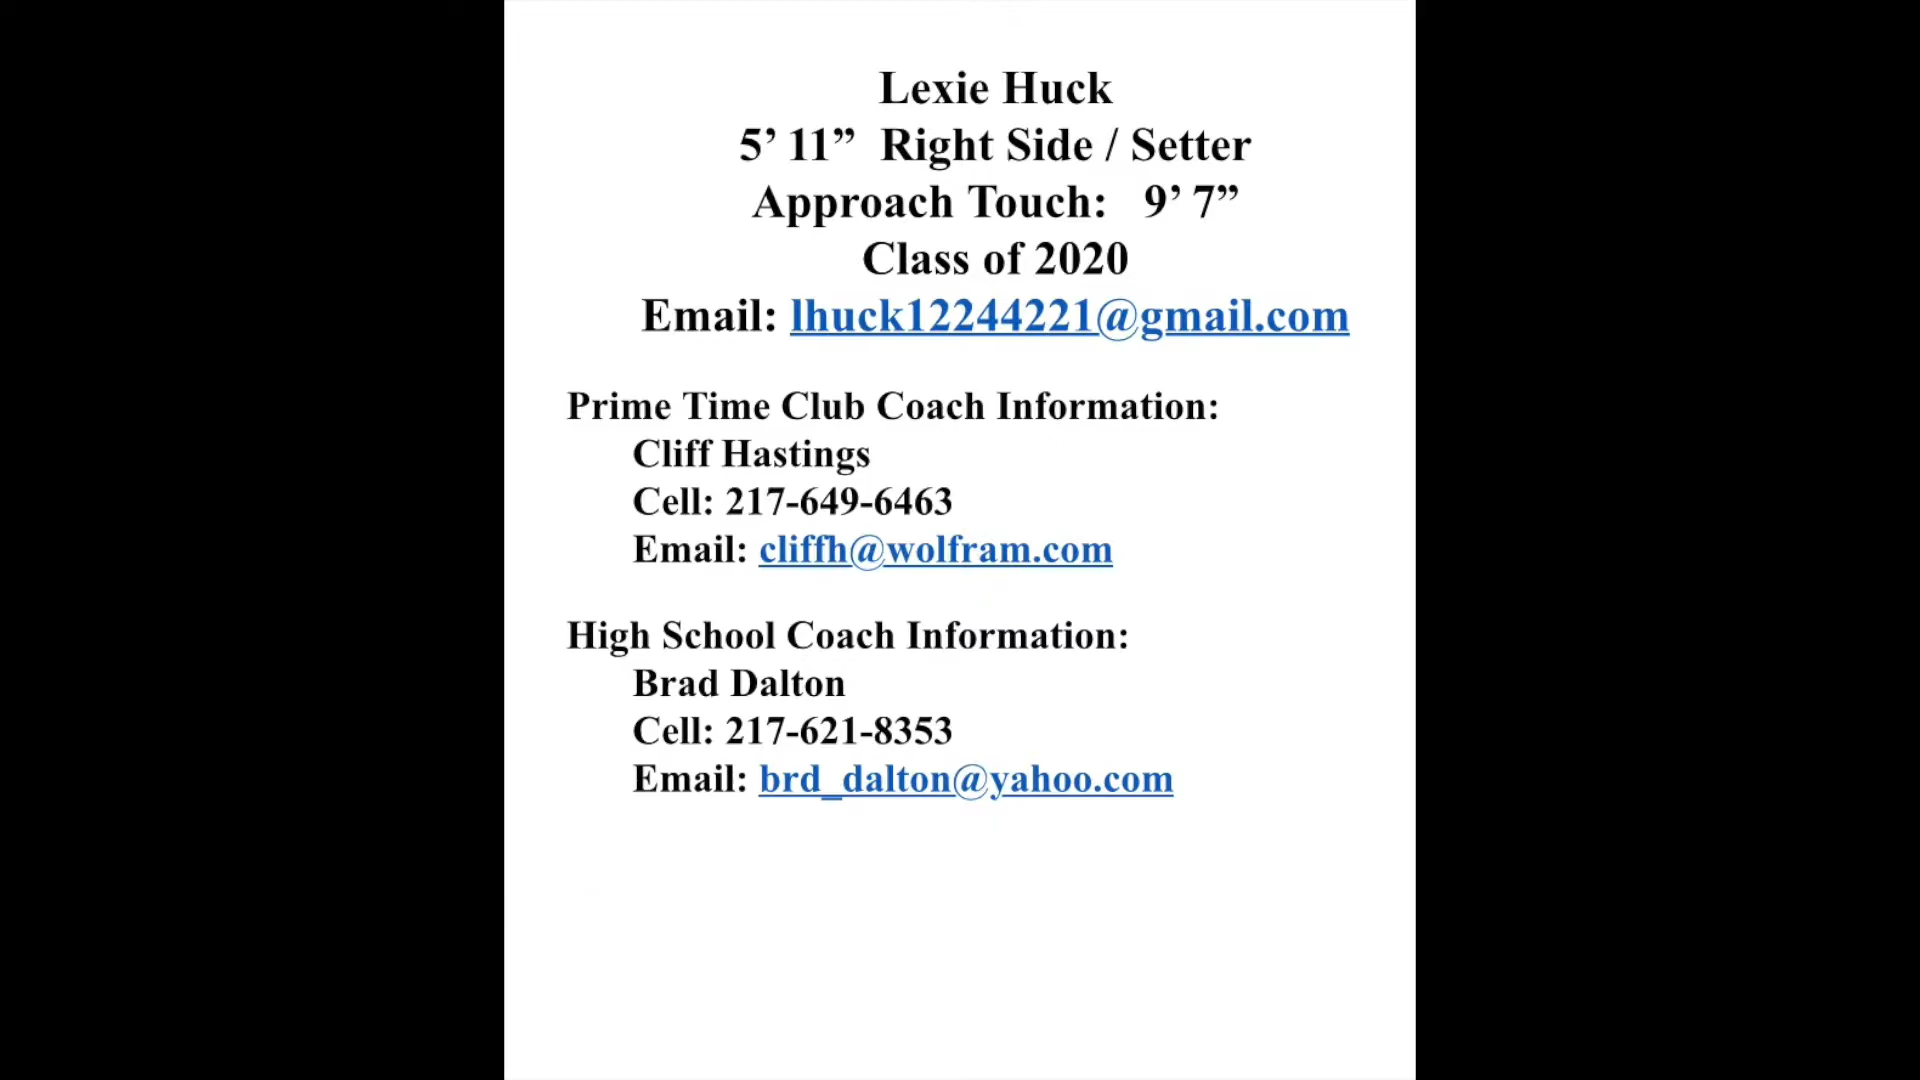 Lexie Huck
5’ 11”  Right Side / Setter
Approach Touch:   9’ 7”
Class of 2020
Email: lhuck12244221@gmail.com
Prime Time Club Coach Information:
Cliff Hastings
Cell: 217-649-6463
Email: cliffh@wolfram.com
High School Coach Information:
Brad Dalton
Cell: 217-621-8353
Email: brd_dalton@yahoo.com